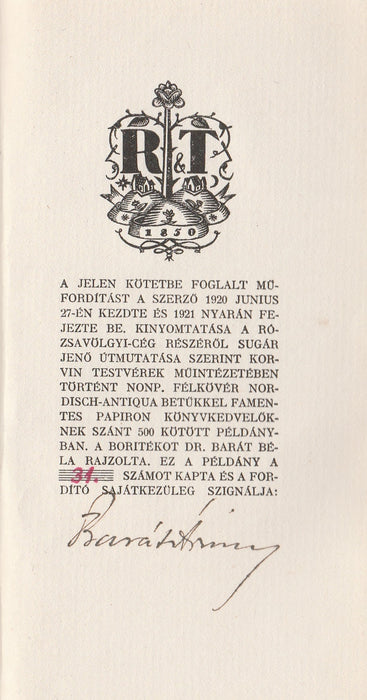 R & T
1850
A JELEN KÖTETBE FOGLALT MŰ-
FORDÍTÁST A SZERZŐ 1920 JUNIUS
27-ÉN KEZDTE ÉS 1921 NYARÁN FE-
JEZTE BE. KINYOMTATÁSA A RÓ-
ZSAVÖLGYI-CÉG RÉSZÉRŐL SUGÁR
JENŐ ÚTMUTATÁSA SZERINT KOR-
VIN TESTVÉREK MŰINTÉZETÉBEN
TÖRTÉNT NONP. FÉLKÖVÉR NOR-
DISCH-ANTIQUA BETŰKKEL FAMEN-
TES PAPIRON KÖNYVKEDVELŐK-
NEK SZÁNT 500 KÖTÖTT PÉLDÁNY-
BAN. A BORITÉKOT DR. BARÁT BÉ-
LA RAJZOLTA. EZ A PÉLDÁNY A
31. SZÁMOT KAPTA ÉS A FOR-
DÍTÓ SAJÁTKEZÜLEG SZIGNÁLJA:
Barát Ármin